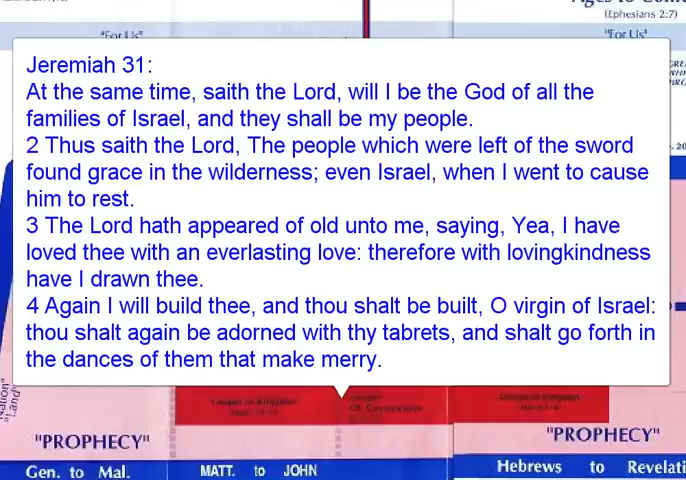 Ages to Come
(Ephesians 2:7)
"For Us"
"For Us"
Jeremiah 31:
At the same time, saith the Lord, will I be the God of all the
families of Israel, and they shall be my people.
2 Thus saith the Lord, The people which were left of the sword
found grace in the wilderness; even Israel, when I went to cause
him to rest.
3 The Lord hath appeared of old unto me, saying, Yea, I have
loved thee with an everlasting love: therefore with lovingkindness
have I drawn thee.
4 Again I will build thee, and thou shalt be built, O virgin of Israel:
thou shalt again be adorned with thy tabrets, and shalt go forth in
the dances of them that make merry.
"Land"
"PROPHECY"
"PROPHECY"
Gen. to Mal.
MATT. to JOHN
Hebrews to Revelati